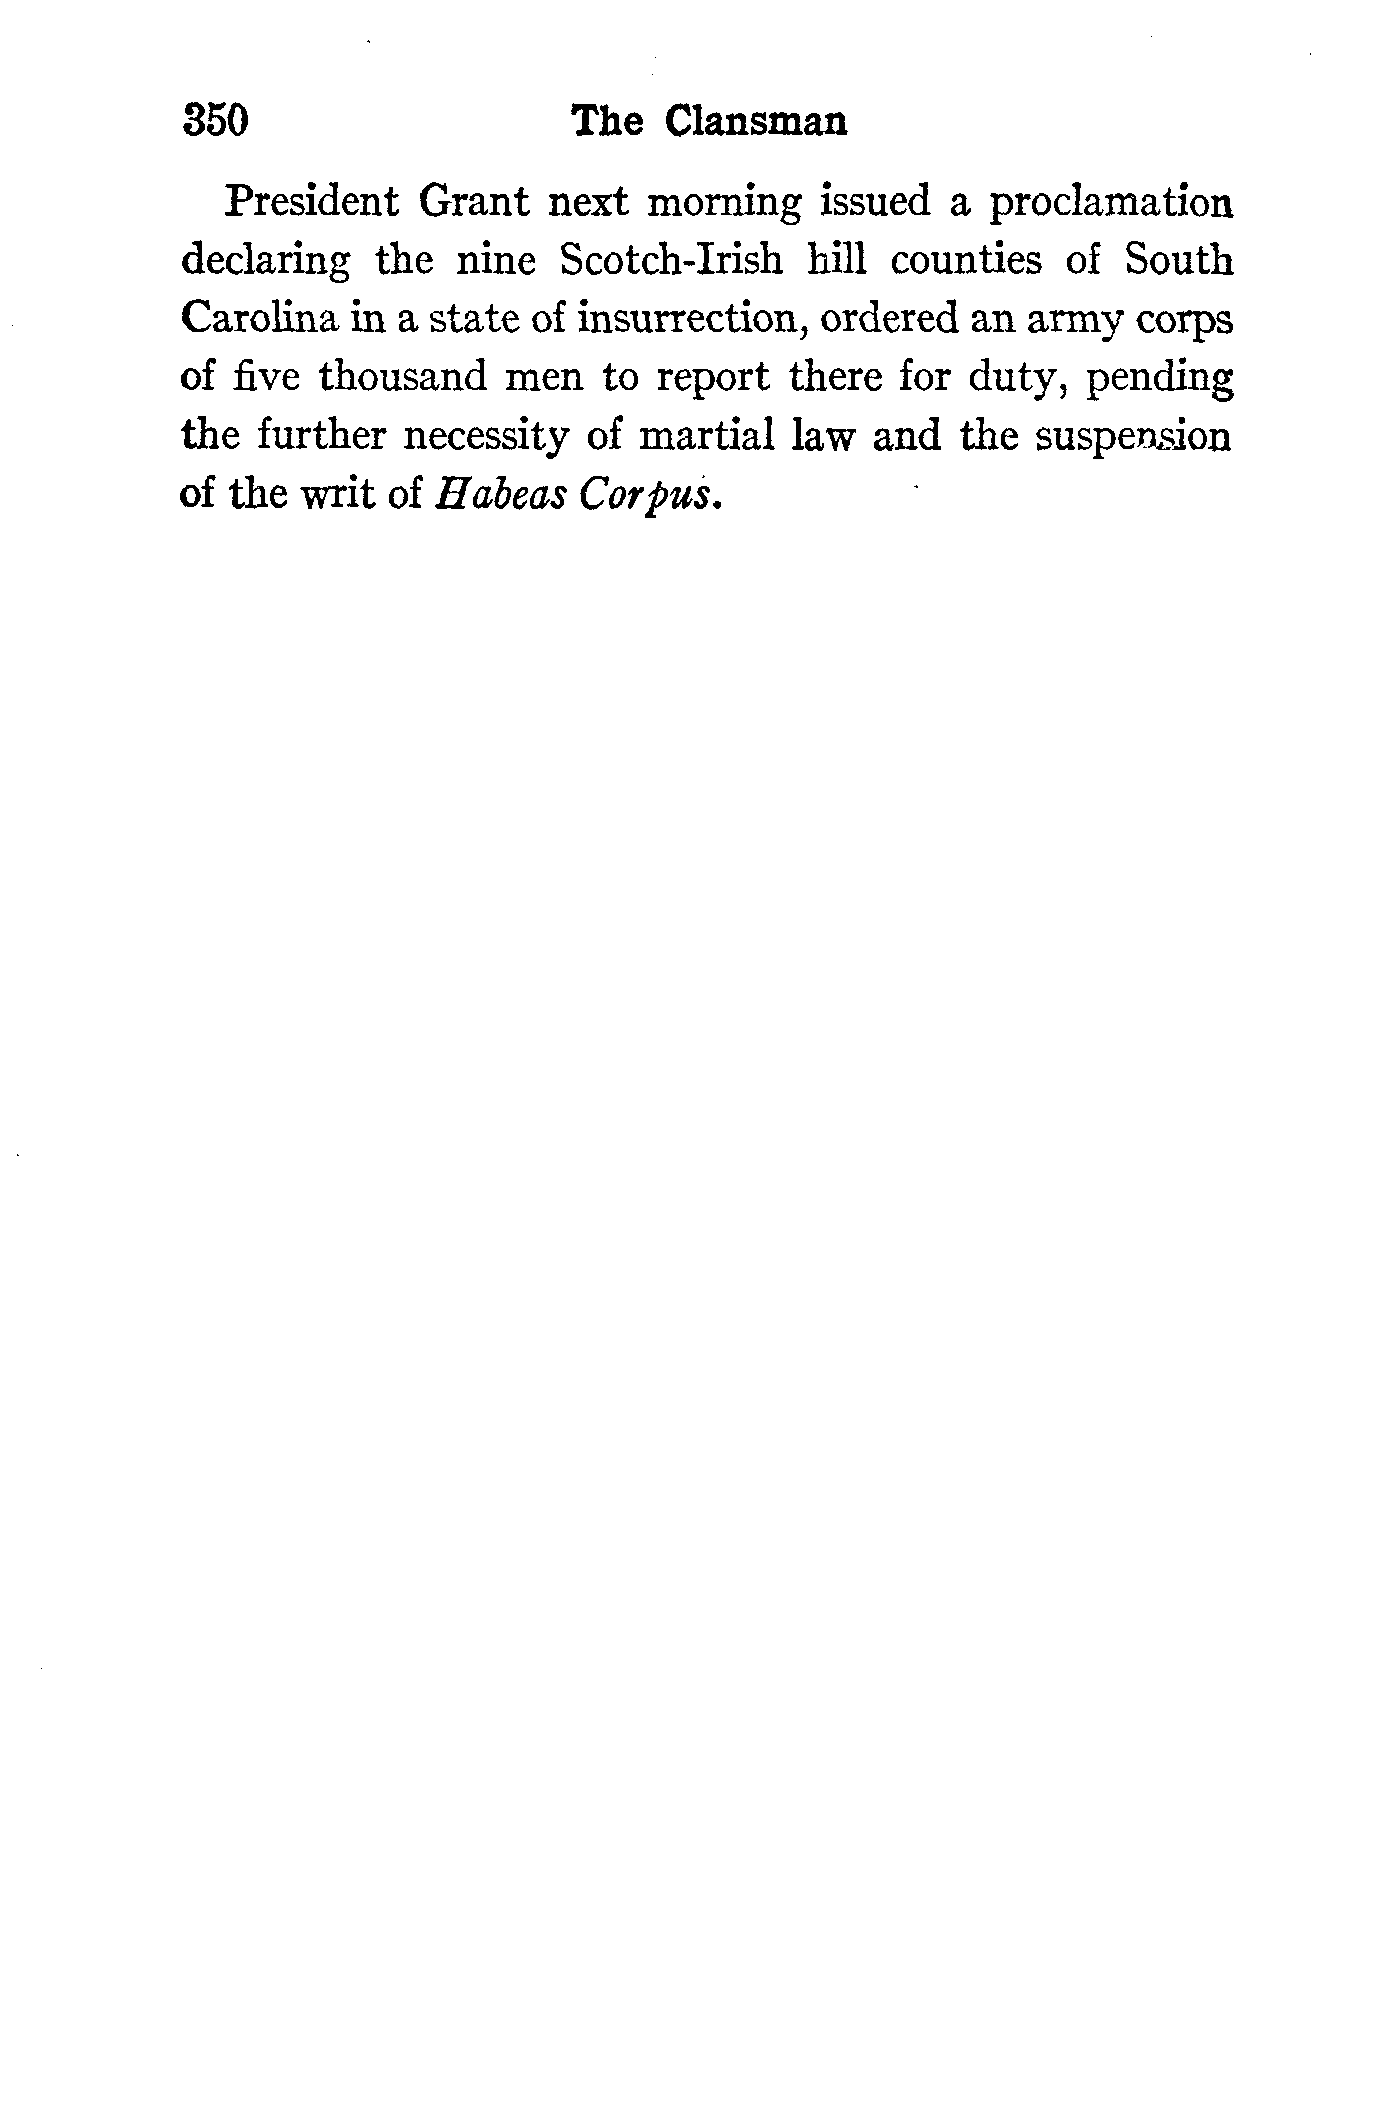 350 The Clansman
President Grant next morning issued a proclamation
declaring the nine Scotch-Irish hill counties of South
Carolina in a state of insurrection, ordered an army corps
of five thousand men to report there for duty, pending
the further necessity of martial law and the suspension
of the writ of Habeas Corpus.